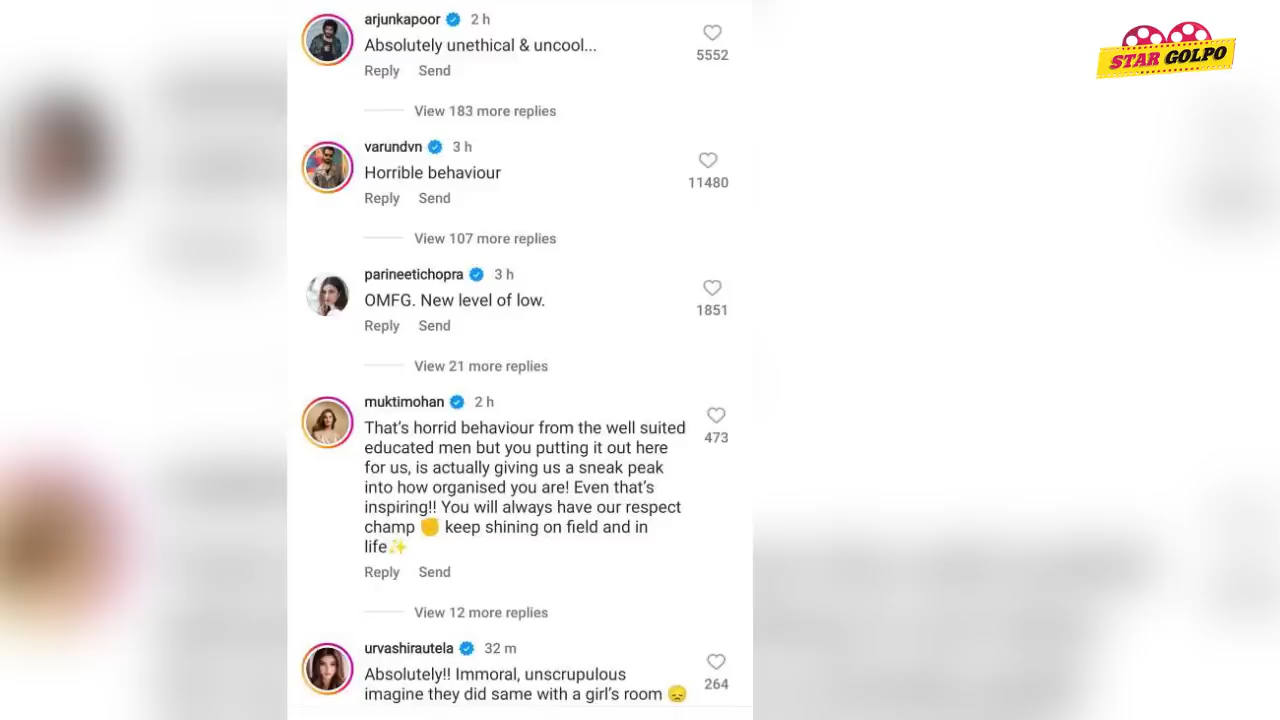 arjunkapoor 2 h
Absolutely unethical & uncool...
5552
Reply Send
View 183 more replies
varundvn 3 h
Horrible behaviour
11480
Reply Send
View 107 more replies
parineetichopra 3 h
OMFG. New level of low.
1851
Reply Send
View 21 more replies
muktimohan 2 h
That's horrid behaviour from the well suited
educated men but you putting it out here
for us, is actually giving us a sneak peak
into how organised you are! Even that's
inspiring!! You will always have our respect
champ ✊ keep shining on field and in
life✨
473
Reply Send
View 12 more replies
urvashirautela 32 m
Absolutely!! Immoral, unscrupulous
imagine they did same with a girl's room 😞
264
STAR GOLPO